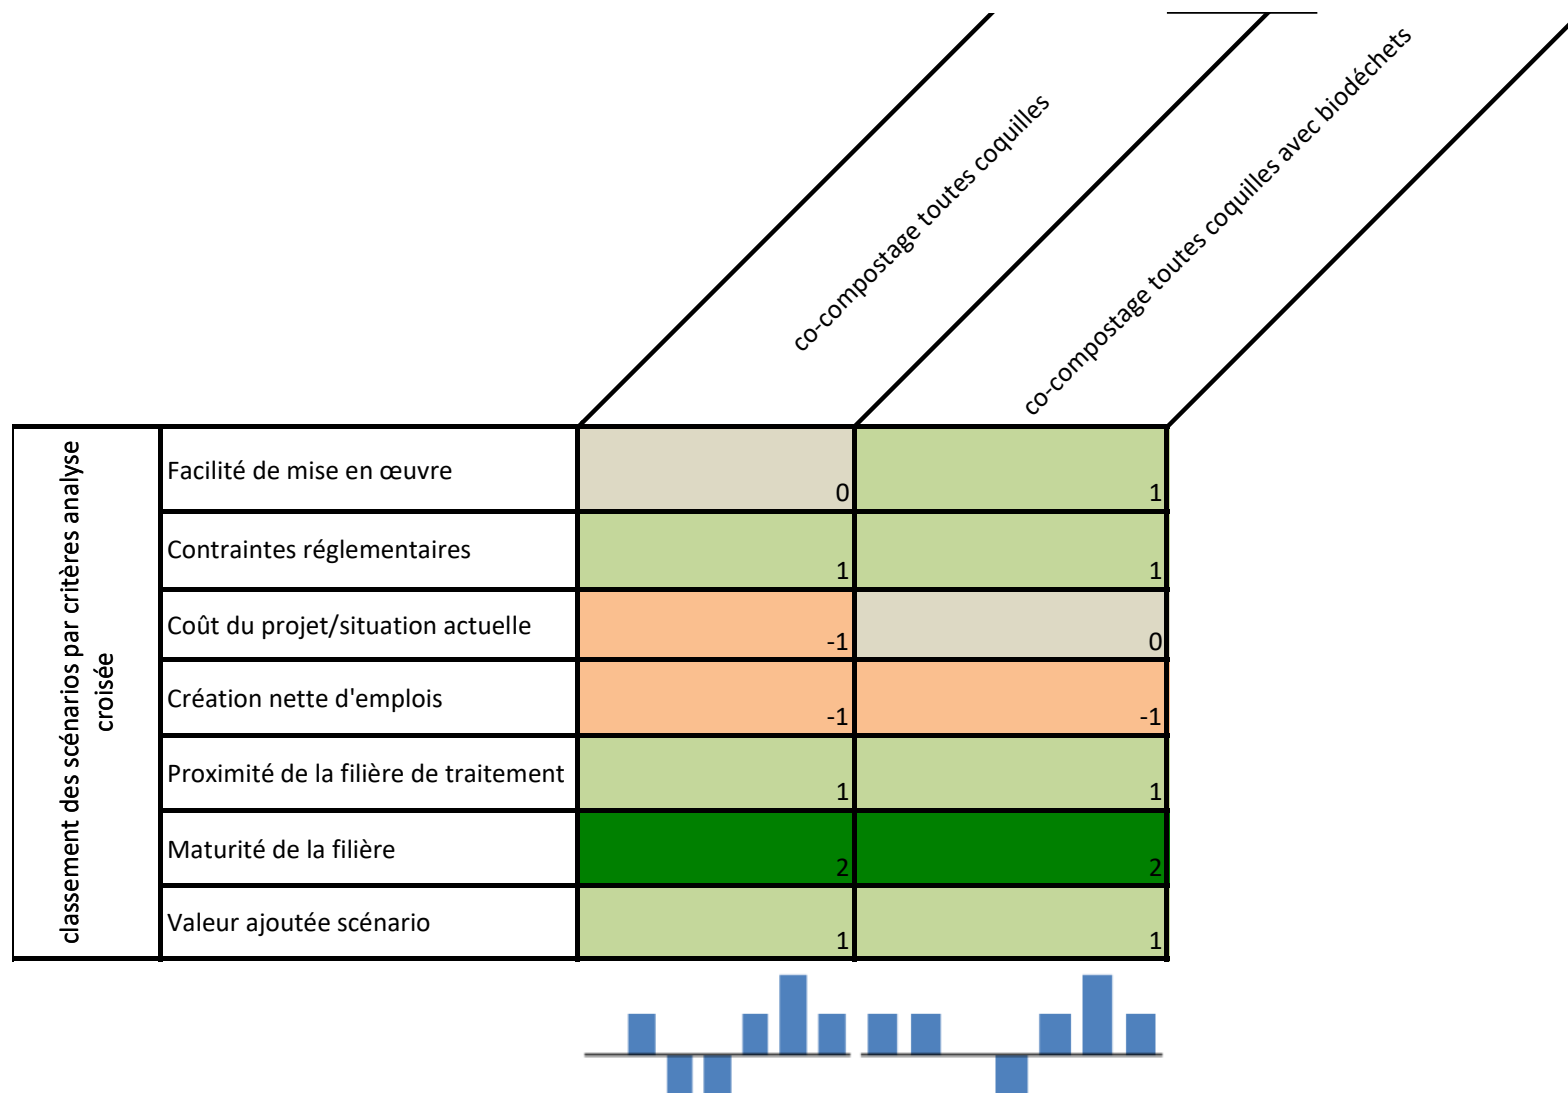 co-compostage toutes coquilles
co-compostage toutes coquilles avec biodéchets
classement des scénarios par critères analyse
croisée
Facilité de mise en œuvre
0
1
Contraintes réglementaires
1
1
Coût du projet/situation actuelle
-1
0
Création nette d'emplois
-1
-1
Proximité de la filière de traitement
1
1
Maturité de la filière
2
2
Valeur ajoutée scénario
1
1